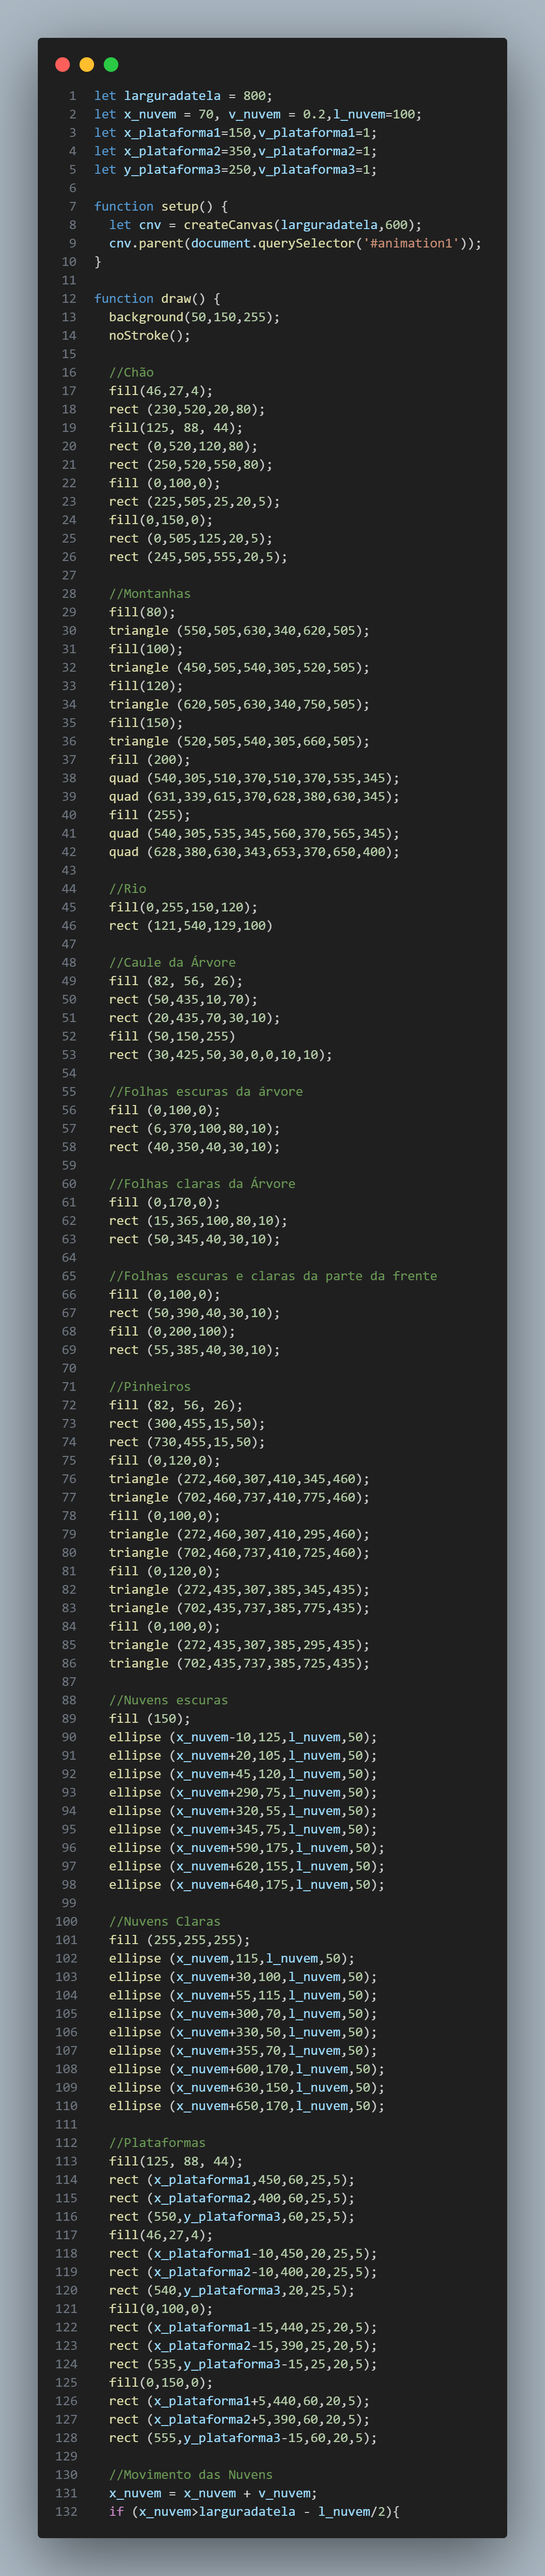 1 let larguradatela = 800;
2 let x_nuvem = 70, v_nuvem = 0.2,l_nuvem=100;
3 let x_plataforma1=150,v_plataforma1=1;
4 let x_plataforma2=350,v_plataforma2=1;
5 let y_plataforma3=250,v_plataforma3=1;
6
7 function setup() {
8   let cnv = createCanvas(larguradatela,600);
9   cnv.parent(document.querySelector('#animation1'));
10 }
11
12 function draw() {
13   background(50,150,255);
14   noStroke();
15
16   //Chão
17   fill(46,27,4);
18   rect (230,520,20,80);
19   fill(125, 88, 44);
20   rect (0,520,120,80);
21   rect (250,520,550,80);
22   fill (0,100,0);
23   rect (225,505,25,20,5);
24   fill(0,150,0);
25   rect (0,505,125,20,5);
26   rect (245,505,555,20,5);
27
28   //Montanhas
29   fill(80);
30   triangle (550,505,630,340,620,505);
31   fill(100);
32   triangle (450,505,540,305,520,505);
33   fill(120);
34   triangle (620,505,630,340,750,505);
35   fill(150);
36   triangle (520,505,540,305,660,505);
37   fill (200);
38   quad (540,305,510,370,510,370,535,345);
39   quad (631,339,615,370,628,380,630,345);
40   fill (255);
41   quad (540,305,535,345,560,370,565,345);
42   quad (628,380,630,343,653,370,650,400);
43
44   //Rio
45   fill(0,255,150,120);
46   rect (121,540,129,100)
47
48   //Caule da Árvore
49   fill (82, 56, 26);
50   rect (50,435,10,70);
51   rect (20,435,70,30,10);
52   fill (50,150,255)
53   rect (30,425,50,30,0,0,10,10);
54
55   //Folhas escuras da árvore
56   fill (0,100,0);
57   rect (6,370,100,80,10);
58   rect (40,350,40,30,10);
59
60   //Folhas claras da Árvore
61   fill (0,170,0);
62   rect (15,365,100,80,10);
63   rect (50,345,40,30,10);
64
65   //Folhas escuras e claras da parte da frente
66   fill (0,100,0);
67   rect (50,390,40,30,10);
68   fill (0,200,100);
69   rect (55,385,40,30,10);
70
71   //Pinheiros
72   fill (82, 56, 26);
73   rect (300,455,15,50);
74   rect (730,455,15,50);
75   fill (0,120,0);
76   triangle (272,460,307,410,345,460);
77   triangle (702,460,737,410,775,460);
78   fill (0,100,0);
79   triangle (272,460,307,410,295,460);
80   triangle (702,460,737,410,725,460);
81   fill (0,120,0);
82   triangle (272,435,307,385,345,435);
83   triangle (702,435,737,385,775,435);
84   fill (0,100,0);
85   triangle (272,435,307,385,295,435);
86   triangle (702,435,737,385,725,435);
87
88   //Nuvens escuras
89   fill (150);
90   ellipse (x_nuvem-10,125,l_nuvem,50);
91   ellipse (x_nuvem+20,105,l_nuvem,50);
92   ellipse (x_nuvem+45,120,l_nuvem,50);
93   ellipse (x_nuvem+290,75,l_nuvem,50);
94   ellipse (x_nuvem+320,55,l_nuvem,50);
95   ellipse (x_nuvem+345,75,l_nuvem,50);
96   ellipse (x_nuvem+590,175,l_nuvem,50);
97   ellipse (x_nuvem+620,155,l_nuvem,50);
98   ellipse (x_nuvem+640,175,l_nuvem,50);
99
100   //Nuvens Claras
101   fill (255,255,255);
102   ellipse (x_nuvem,115,l_nuvem,50);
103   ellipse (x_nuvem+30,100,l_nuvem,50);
104   ellipse (x_nuvem+55,115,l_nuvem,50);
105   ellipse (x_nuvem+300,70,l_nuvem,50);
106   ellipse (x_nuvem+330,50,l_nuvem,50);
107   ellipse (x_nuvem+355,70,l_nuvem,50);
108   ellipse (x_nuvem+600,170,l_nuvem,50);
109   ellipse (x_nuvem+630,150,l_nuvem,50);
110   ellipse (x_nuvem+650,170,l_nuvem,50);
111
112   //Plataformas
113   fill(125, 88, 44);
114   rect (x_plataforma1,450,60,25,5);
115   rect (x_plataforma2,400,60,25,5);
116   rect (550,y_plataforma3,60,25,5);
117   fill(46,27,4);
118   rect (x_plataforma1-10,450,20,25,5);
119   rect (x_plataforma2-10,400,20,25,5);
120   rect (540,y_plataforma3,20,25,5);
121   fill(0,100,0);
122   rect (x_plataforma1-15,440,25,20,5);
123   rect (x_plataforma2-15,390,25,20,5);
124   rect (535,y_plataforma3-15,25,20,5);
125   fill(0,150,0);
126   rect (x_plataforma1+5,440,60,20,5);
127   rect (x_plataforma2+5,390,60,20,5);
128   rect (555,y_plataforma3-15,60,20,5);
129
130   //Movimento das Nuvens
131   x_nuvem = x_nuvem + v_nuvem;
132   if (x_nuvem>larguradatela - l_nuvem/2){